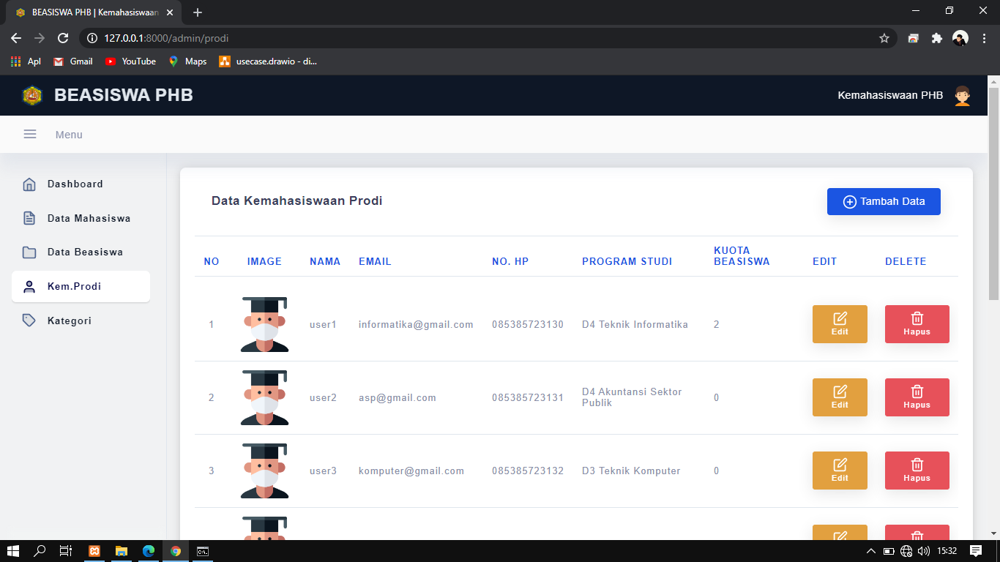 BEASISWA PHB | Kemahasiswaan
127.0.0.1:8000/admin/prodi
Apl Gmail YouTube Maps usecase.drawio - di...
BEASISWA PHB Kemahasiswaan PHB
Menu
Dashboard
Data Mahasiswa
Data Beasiswa
Kem.Prodi
Kategori
Data Kemahasiswaan Prodi Tambah Data
NO IMAGE NAMA EMAIL NO. HP PROGRAM STUDI KUOTA BEASISWA EDIT DELETE
1 user1 informatika@gmail.com 085385723130 D4 Teknik Informatika 2 Edit Hapus
2 user2 asp@gmail.com 085385723131 D4 Akuntansi Sektor Publik 0 Edit Hapus
3 user3 komputer@gmail.com 085385723132 D3 Teknik Komputer 0 Edit Hapus
15:32